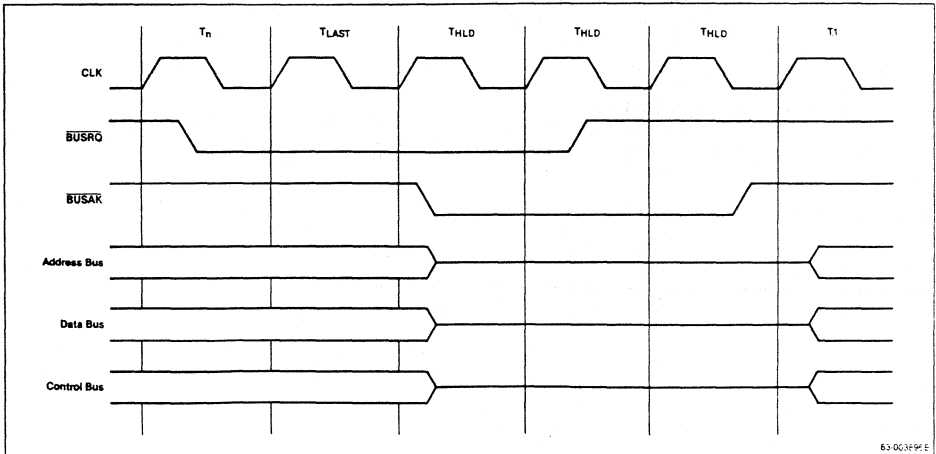 Tn TLAST THLD THLD THLD T1
CLK
BUSRQ
BUSAK
Address Bus
Data Bus
Control Bus